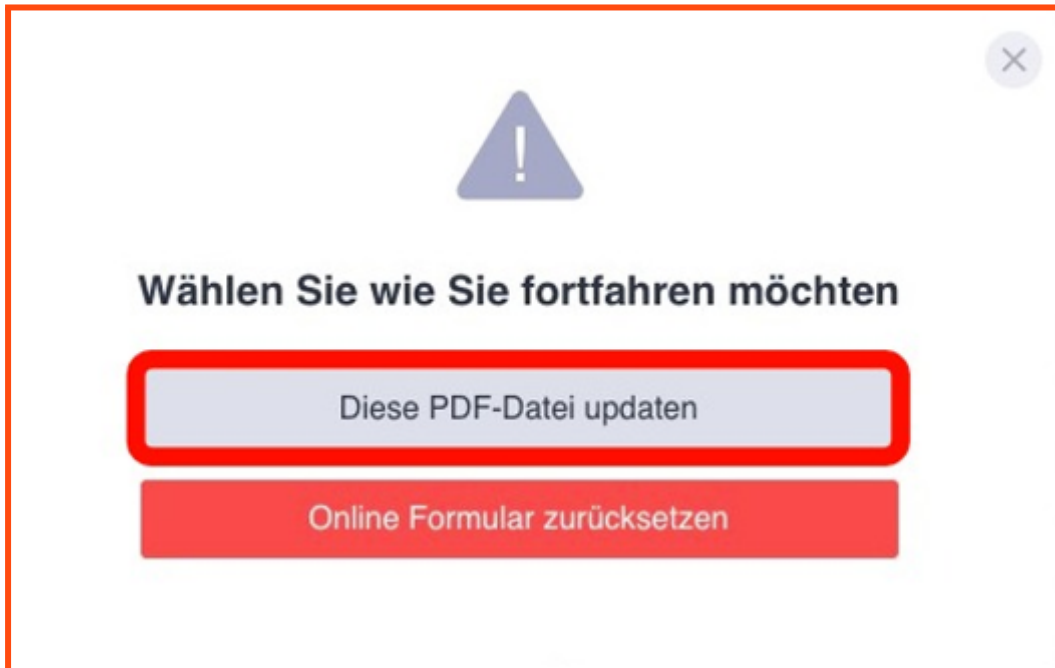 !
Wählen Sie wie Sie fortfahren möchten
Diese PDF-Datei updaten
Online Formular zurücksetzen